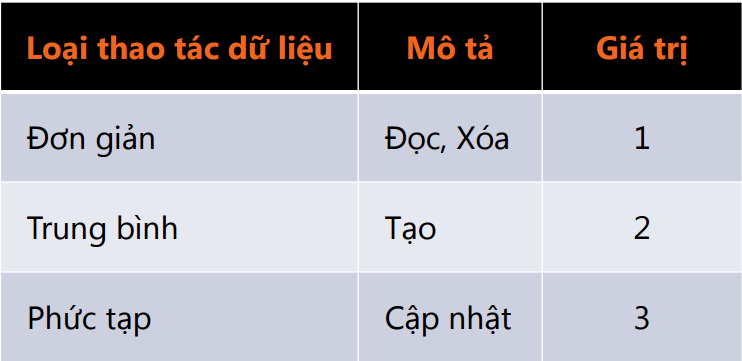 Loại thao tác dữ liệu Mô tả Giá trị
Đơn giản Đọc, Xóa 1
Trung bình Tạo 2
Phức tạp Cập nhật 3